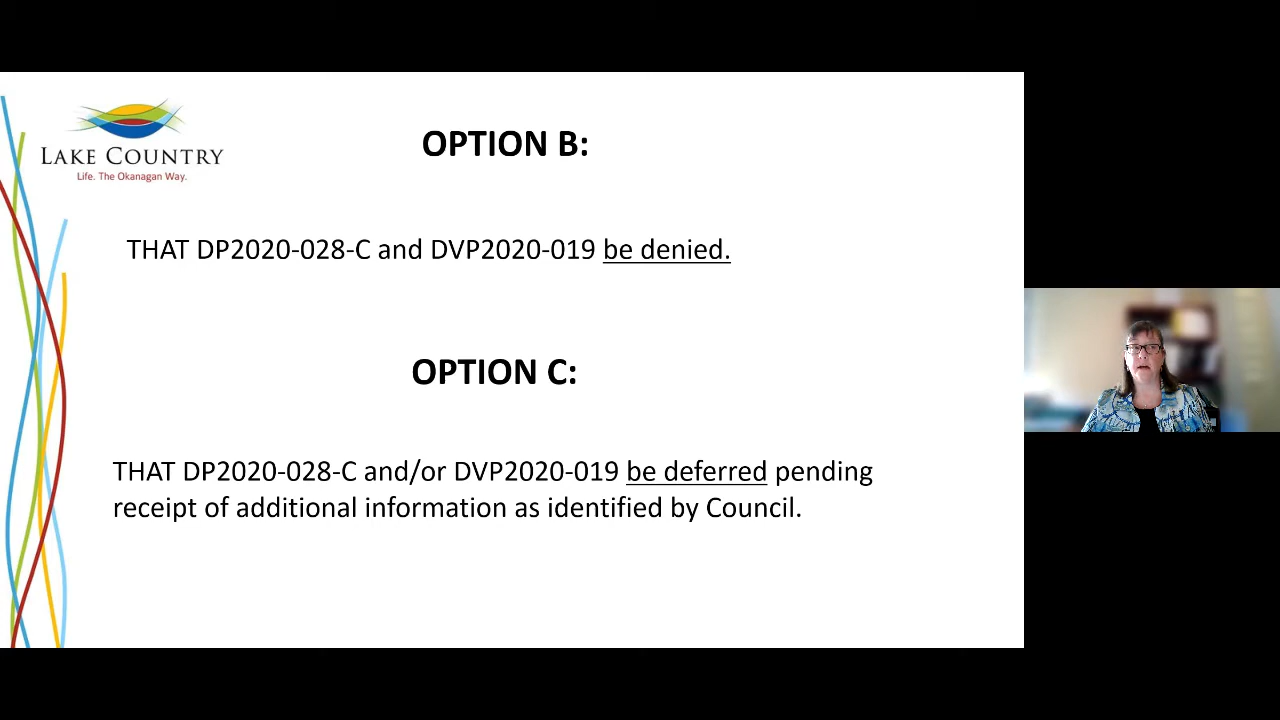 LAKE COUNTRY
Life. The Okanagan Way.
OPTION B:
THAT DP2020-028-C and DVP2020-019 be denied.
OPTION C:
THAT DP2020-028-C and/or DVP2020-019 be deferred pending
receipt of additional information as identified by Council.